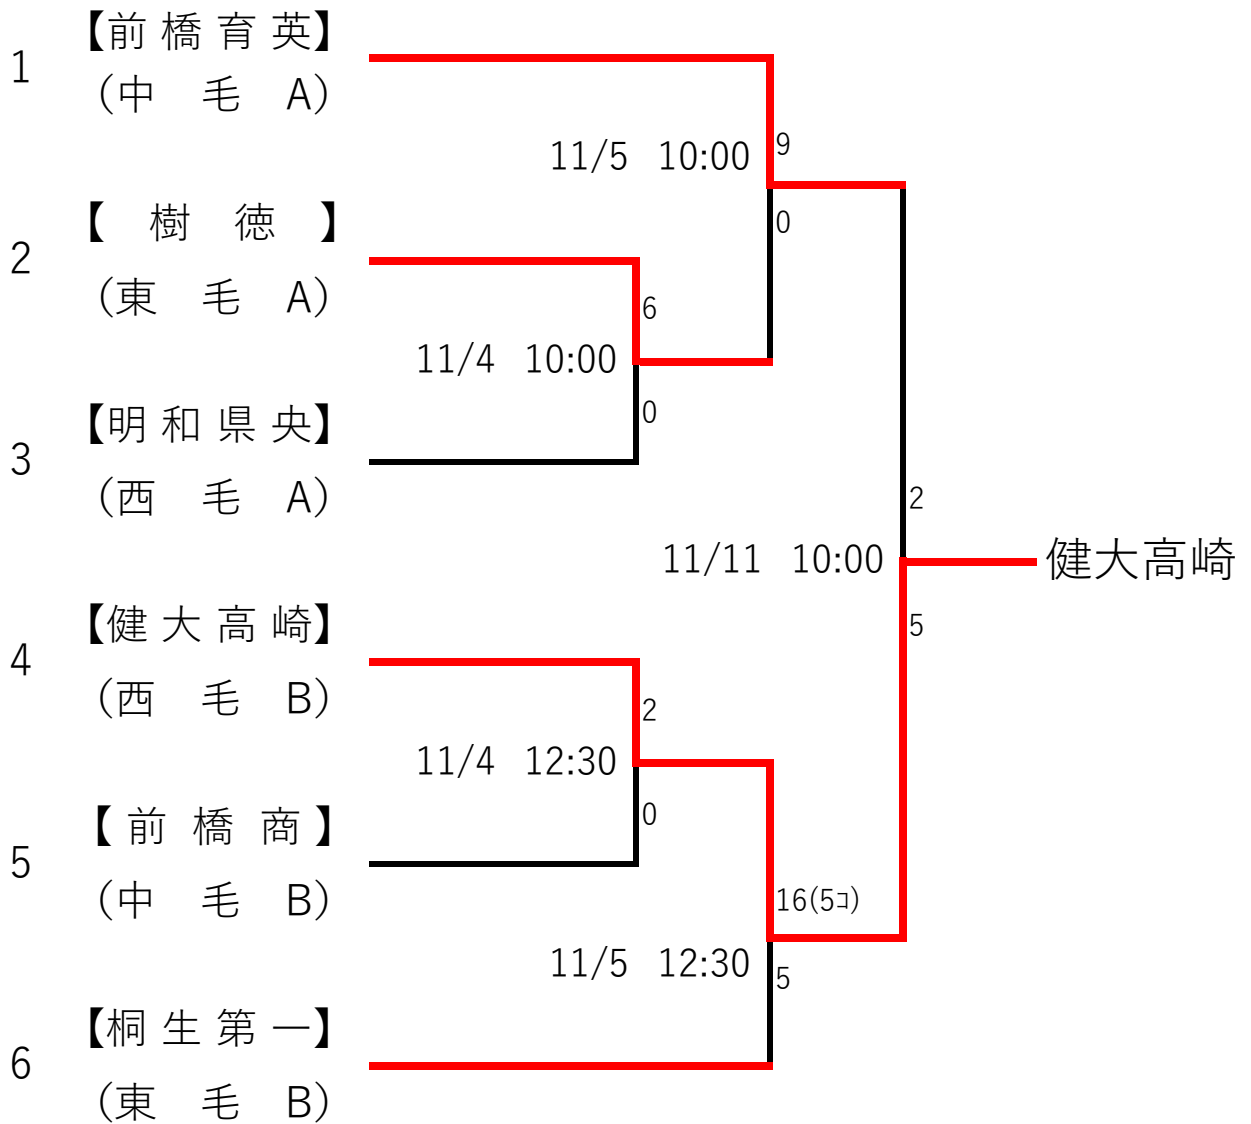 1
【前橋育英】
(中　毛　A)
11/5 10:00
9
0
2
【　樹　徳　】
(東　毛　A)
11/4 10:00
6
0
3
【明和県央】
(西　毛　A)
11/11 10:00
2
5
健大高崎
4
【健大高崎】
(西　毛　B)
11/4 12:30
2
0
5
【前橋商】
(中　毛　B)
11/5 12:30
16(5ｺ)
5
6
【桐生第一】
(東　毛　B)